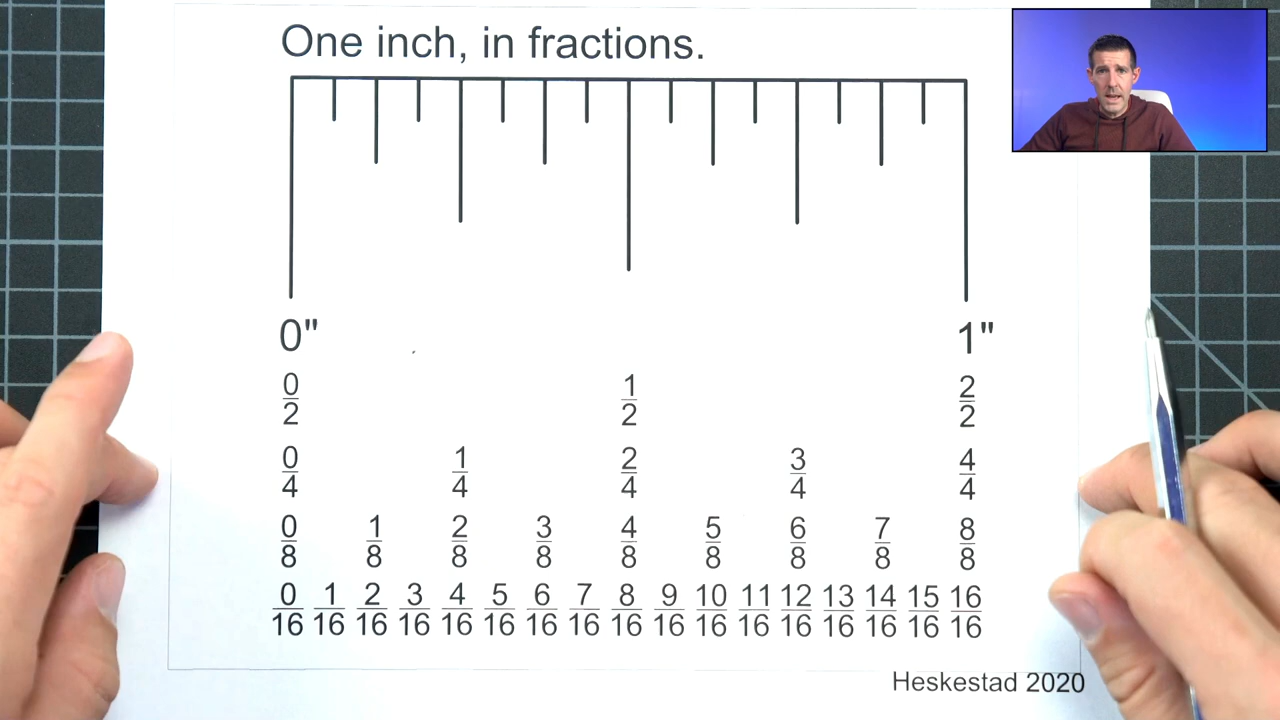 One inch, in fractions.
0" 1"
0/2 1/2 2/2
0/4 1/4 2/4 3/4 4/4
0/8 1/8 2/8 3/8 4/8 5/8 6/8 7/8 8/8
0/16 1/16 2/16 3/16 4/16 5/16 6/16 7/16 8/16 9/16 10/16 11/16 12/16 13/16 14/16 15/16 16/16
Heskestad 2020